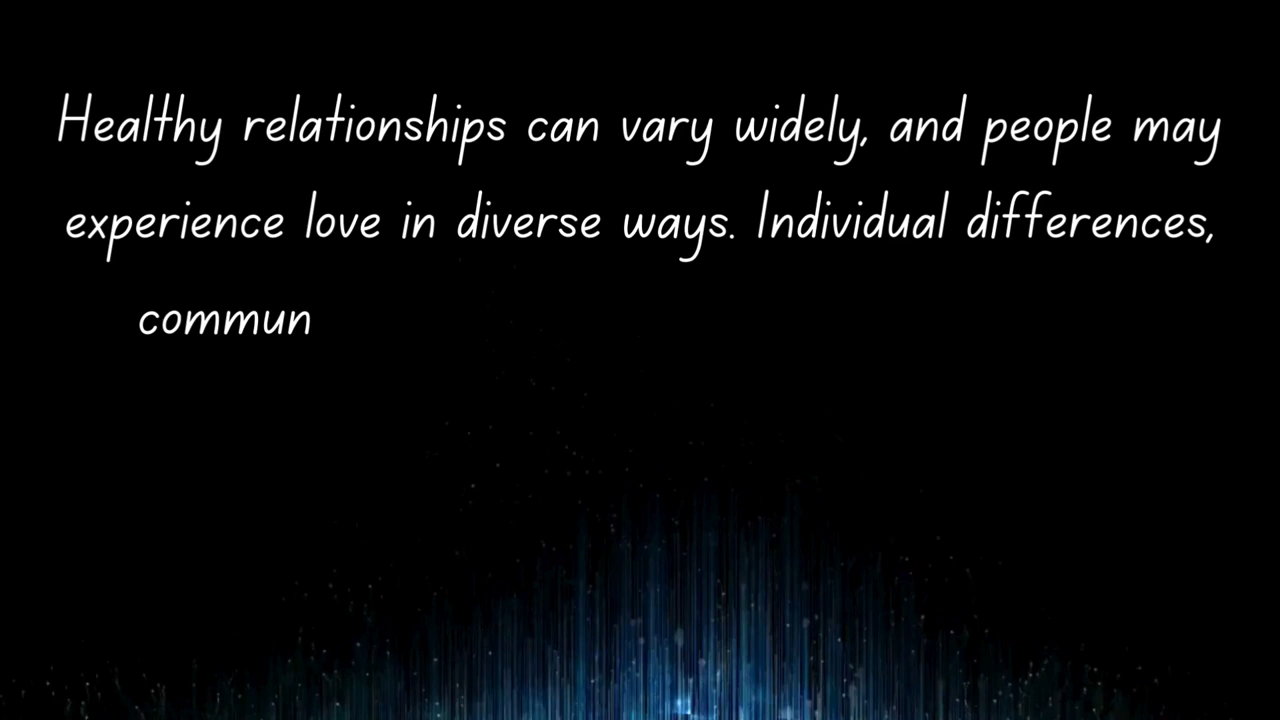 Healthy relationships can vary widely, and people may
experience love in diverse ways. Individual differences,
commun